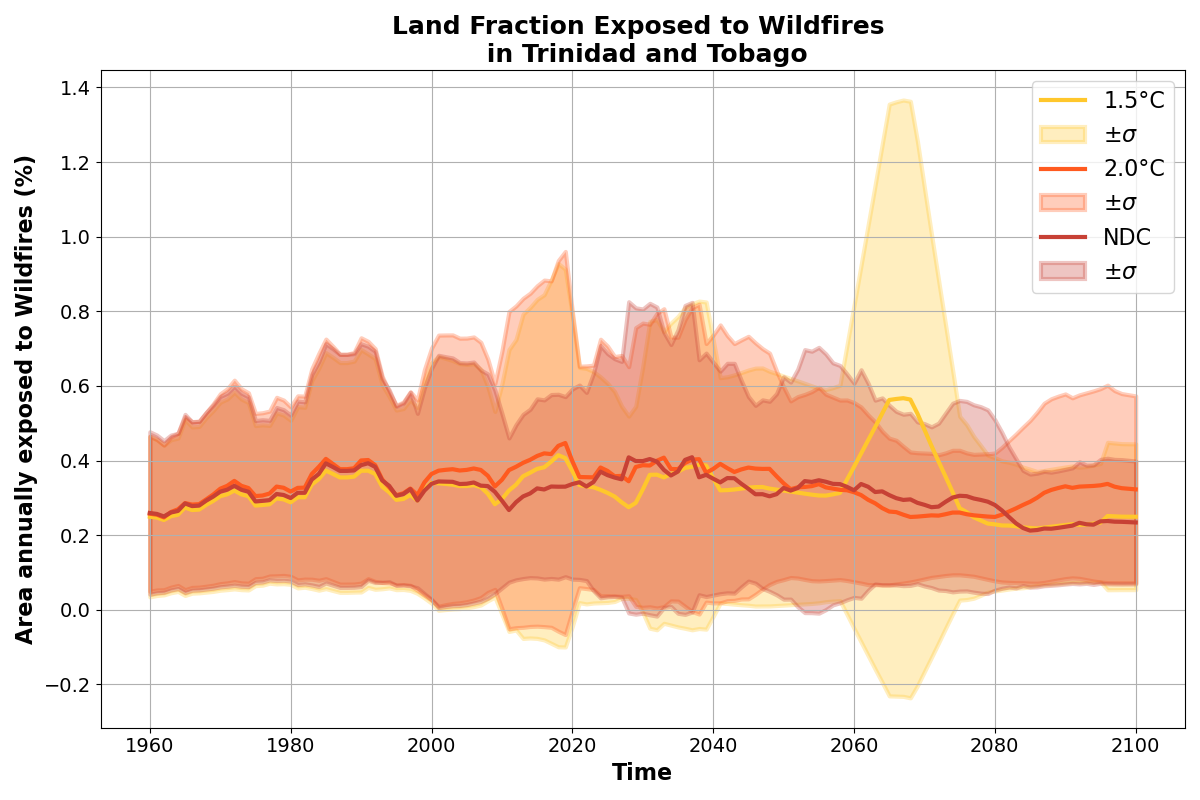 Land Fraction Exposed to Wildfires
in Trinidad and Tobago
Area annually exposed to Wildfires (%)
1.4
1.2
1.0
0.8
0.6
0.4
0.2
0.0
−0.2
1960
1980
2000
2020
2040
2060
2080
2100
Time
1.5°C
±σ
2.0°C
±σ
NDC
±σ